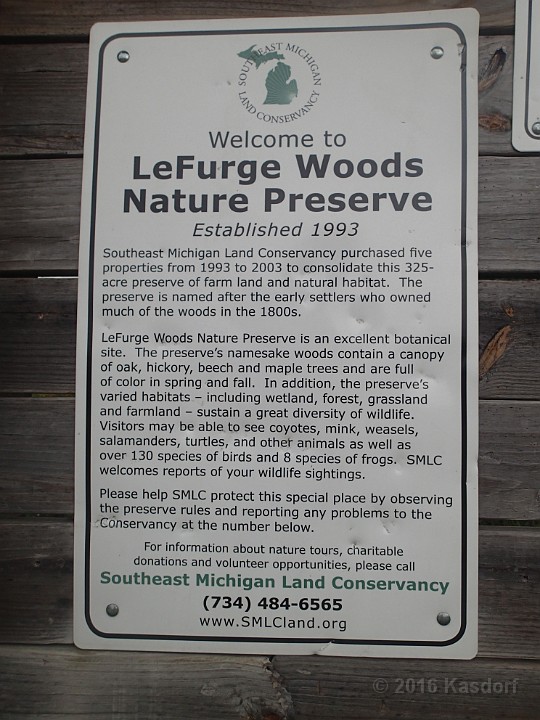 SOUTHEAST MICHIGAN
LAND CONSERVANCY
Welcome to
LeFurge Woods
Nature Preserve
Established 1993
Southeast Michigan Land Conservancy purchased five
properties from 1993 to 2003 to consolidate this 325-
acre preserve of farm land and natural habitat.  The
preserve is named after the early settlers who owned
much of the woods in the 1800s.
LeFurge Woods Nature Preserve is an excellent botanical
site.  The preserve's namesake woods contain a canopy
of oak, hickory, beech and maple trees and are full
of color in spring and fall.  In addition, the preserve's
varied habitats – including wetland, forest, grassland
and farmland – sustain a great diversity of wildlife.
Visitors may be able to see coyotes, mink, weasels,
salamanders, turtles, and other animals as well as
over 130 species of birds and 8 species of frogs.  SMLC
welcomes reports of your wildlife sightings.
Please help SMLC protect this special place by observing
the preserve rules and reporting any problems to the
Conservancy at the number below.
For information about nature tours, charitable
donations and volunteer opportunities, please call
Southeast Michigan Land Conservancy
(734) 484-6565
www.SMLCland.org
© 2016 Kasdorf